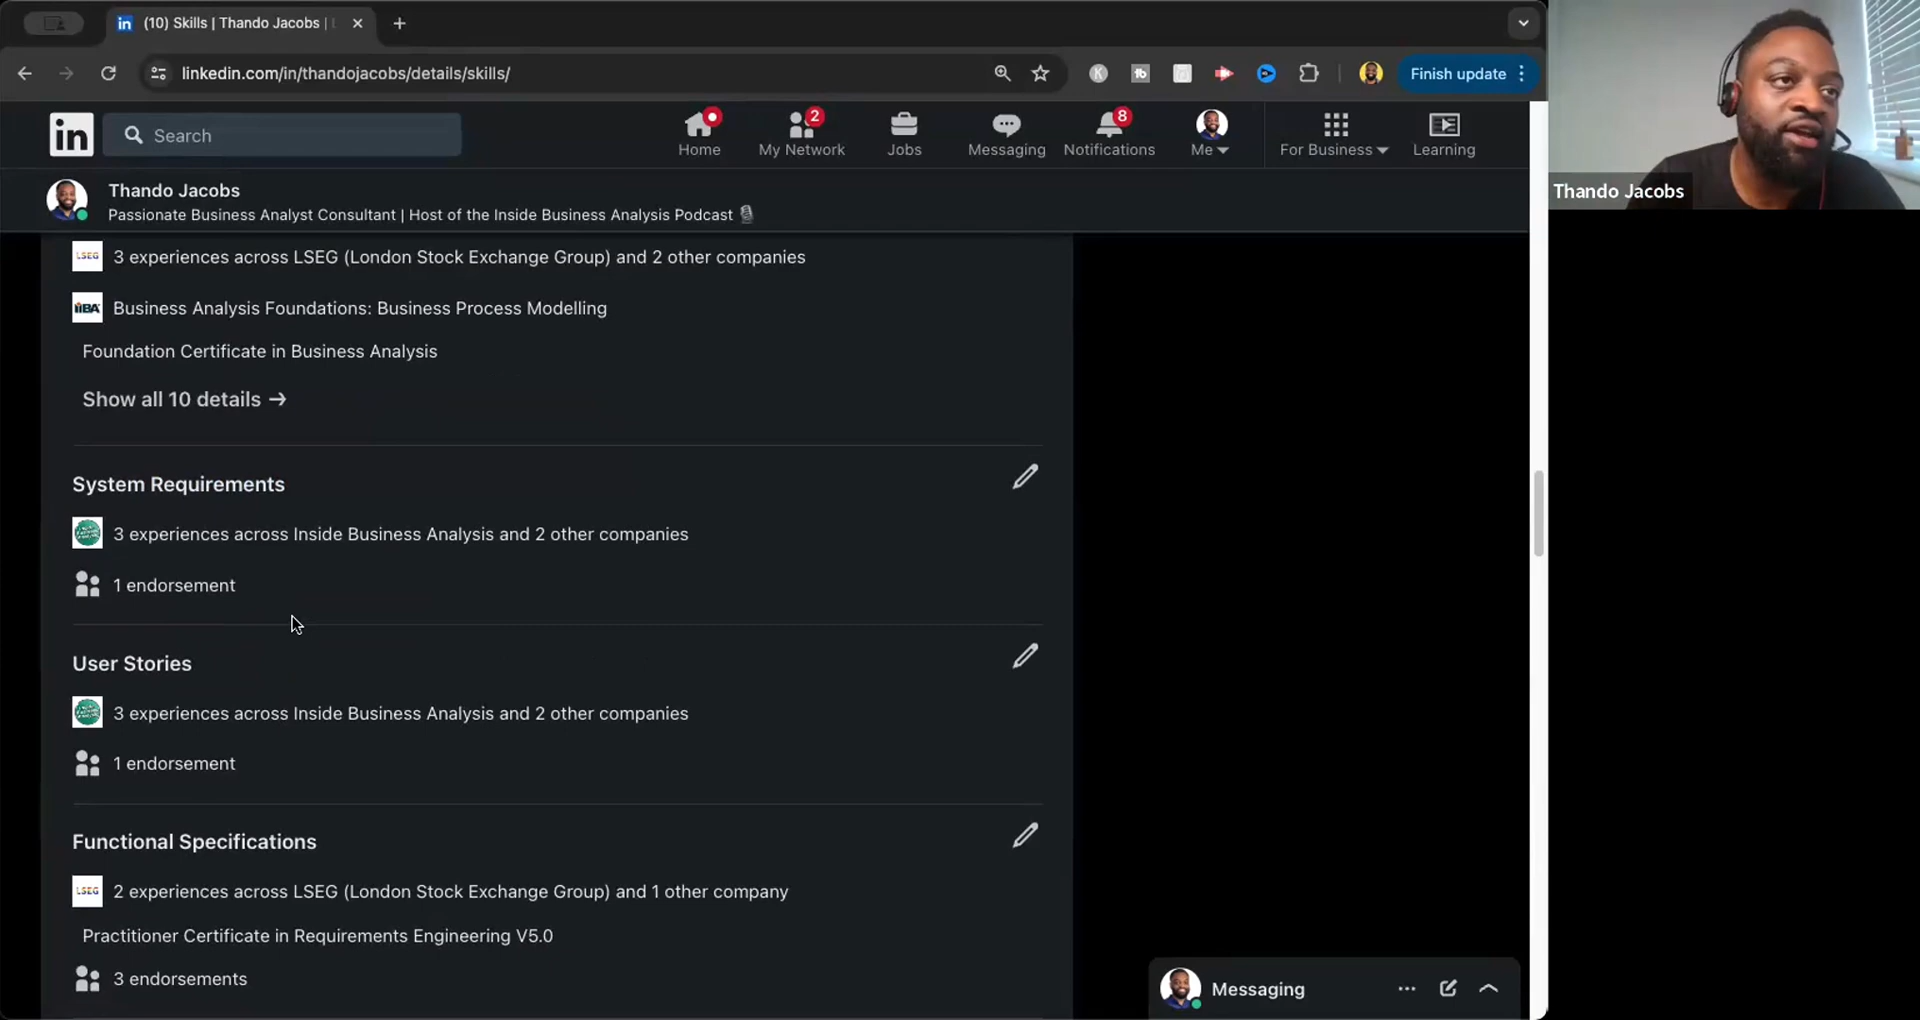 (10) Skills | Thando Jacobs |
linkedin.com/in/thandojacobs/details/skills/
Finish update
in
Search
Home
2
My Network
Jobs
Messaging
8
Notifications
Me
For Business
Learning
Thando Jacobs
Thando Jacobs
Passionate Business Analyst Consultant | Host of the Inside Business Analysis Podcast
LSEG
3 experiences across LSEG (London Stock Exchange Group) and 2 other companies
IIBA
Business Analysis Foundations: Business Process Modelling
Foundation Certificate in Business Analysis
Show all 10 details →
System Requirements
3 experiences across Inside Business Analysis and 2 other companies
1 endorsement
User Stories
3 experiences across Inside Business Analysis and 2 other companies
1 endorsement
Functional Specifications
LSEG
2 experiences across LSEG (London Stock Exchange Group) and 1 other company
Practitioner Certificate in Requirements Engineering V5.0
3 endorsements
Messaging